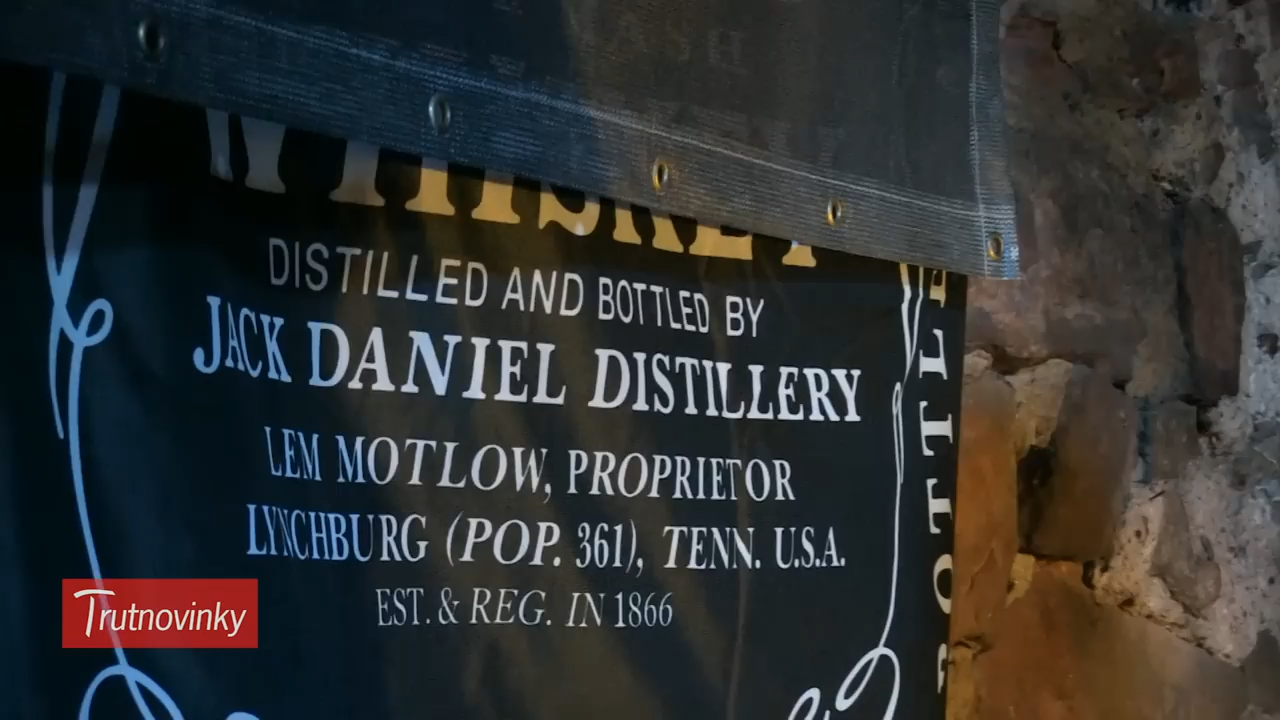 WHISKEY
DISTILLED AND BOTTLED BY
JACK DANIEL DISTILLERY
LEM MOTLOW, PROPRIETOR
LYNCHBURG (POP. 361), TENN. U.S.A.
EST. & REG. IN 1866
Trutnovinky